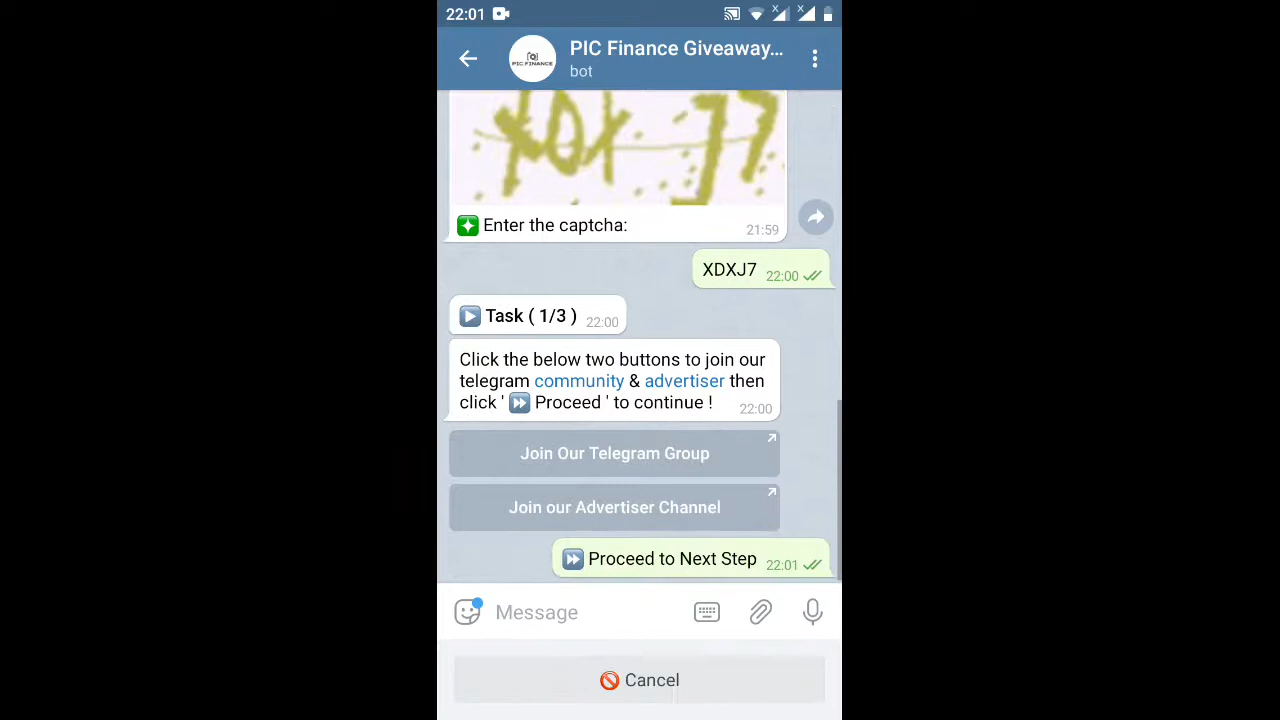 22:01
PIC Finance Giveaway…
bot
PIC FINANCE
Enter the captcha:
21:59
XDXJ7 22:00
Task ( 1/3 ) 22:00
Click the below two buttons to join our
telegram community & advertiser then
click ' ⏩ Proceed ' to continue !
22:00
Join Our Telegram Group
Join our Advertiser Channel
⏩ Proceed to Next Step 22:01
Message
🚫 Cancel